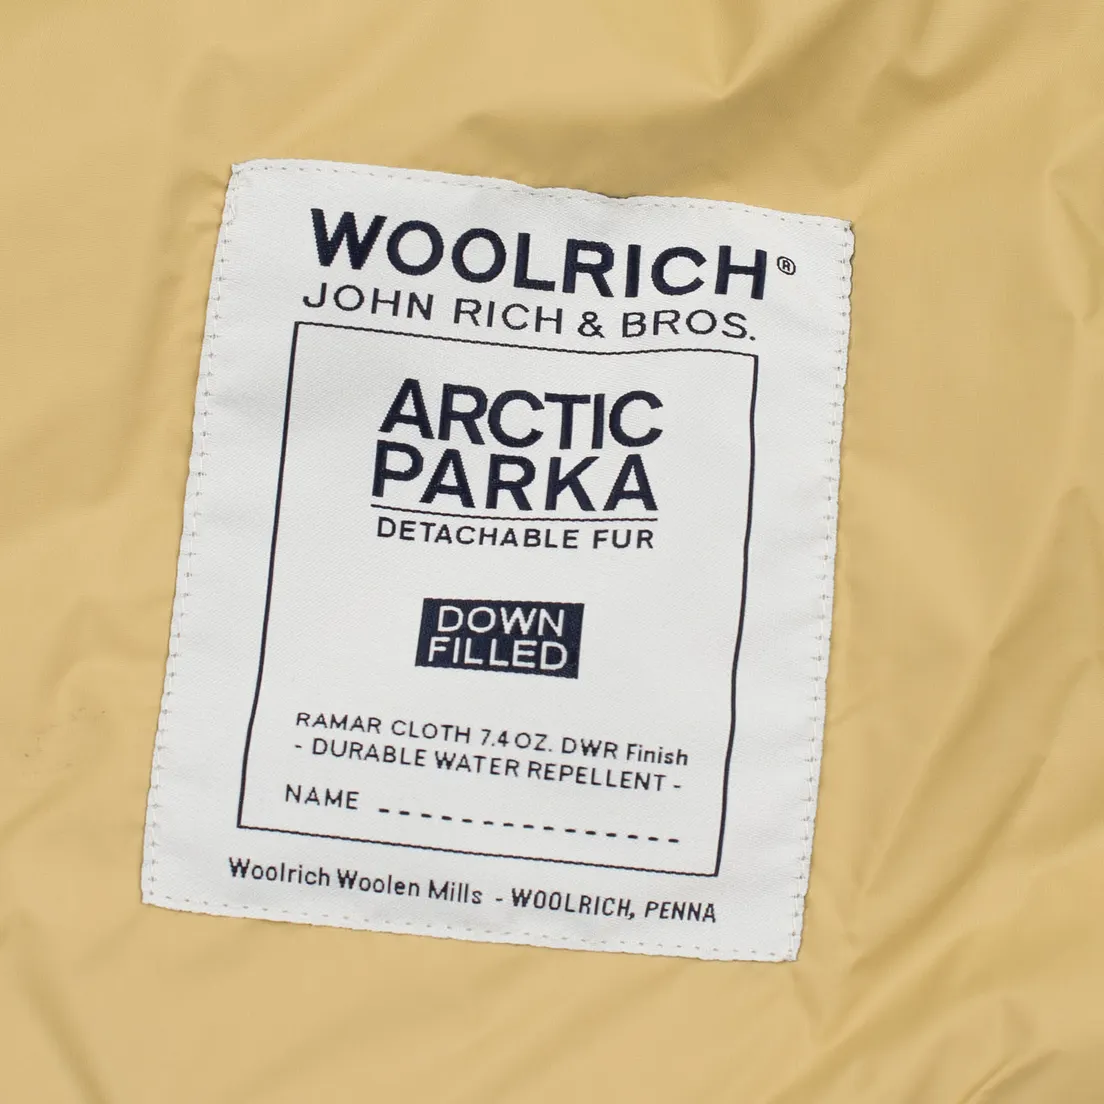 WOOLRICH®
JOHN RICH & BROS.
ARCTIC
PARKA
DETACHABLE FUR
DOWN
FILLED
RAMAR CLOTH 7.4 OZ. DWR Finish
- DURABLE WATER REPELLENT -
NAME ---------------
Woolrich Woolen Mills - WOOLRICH, PENNA